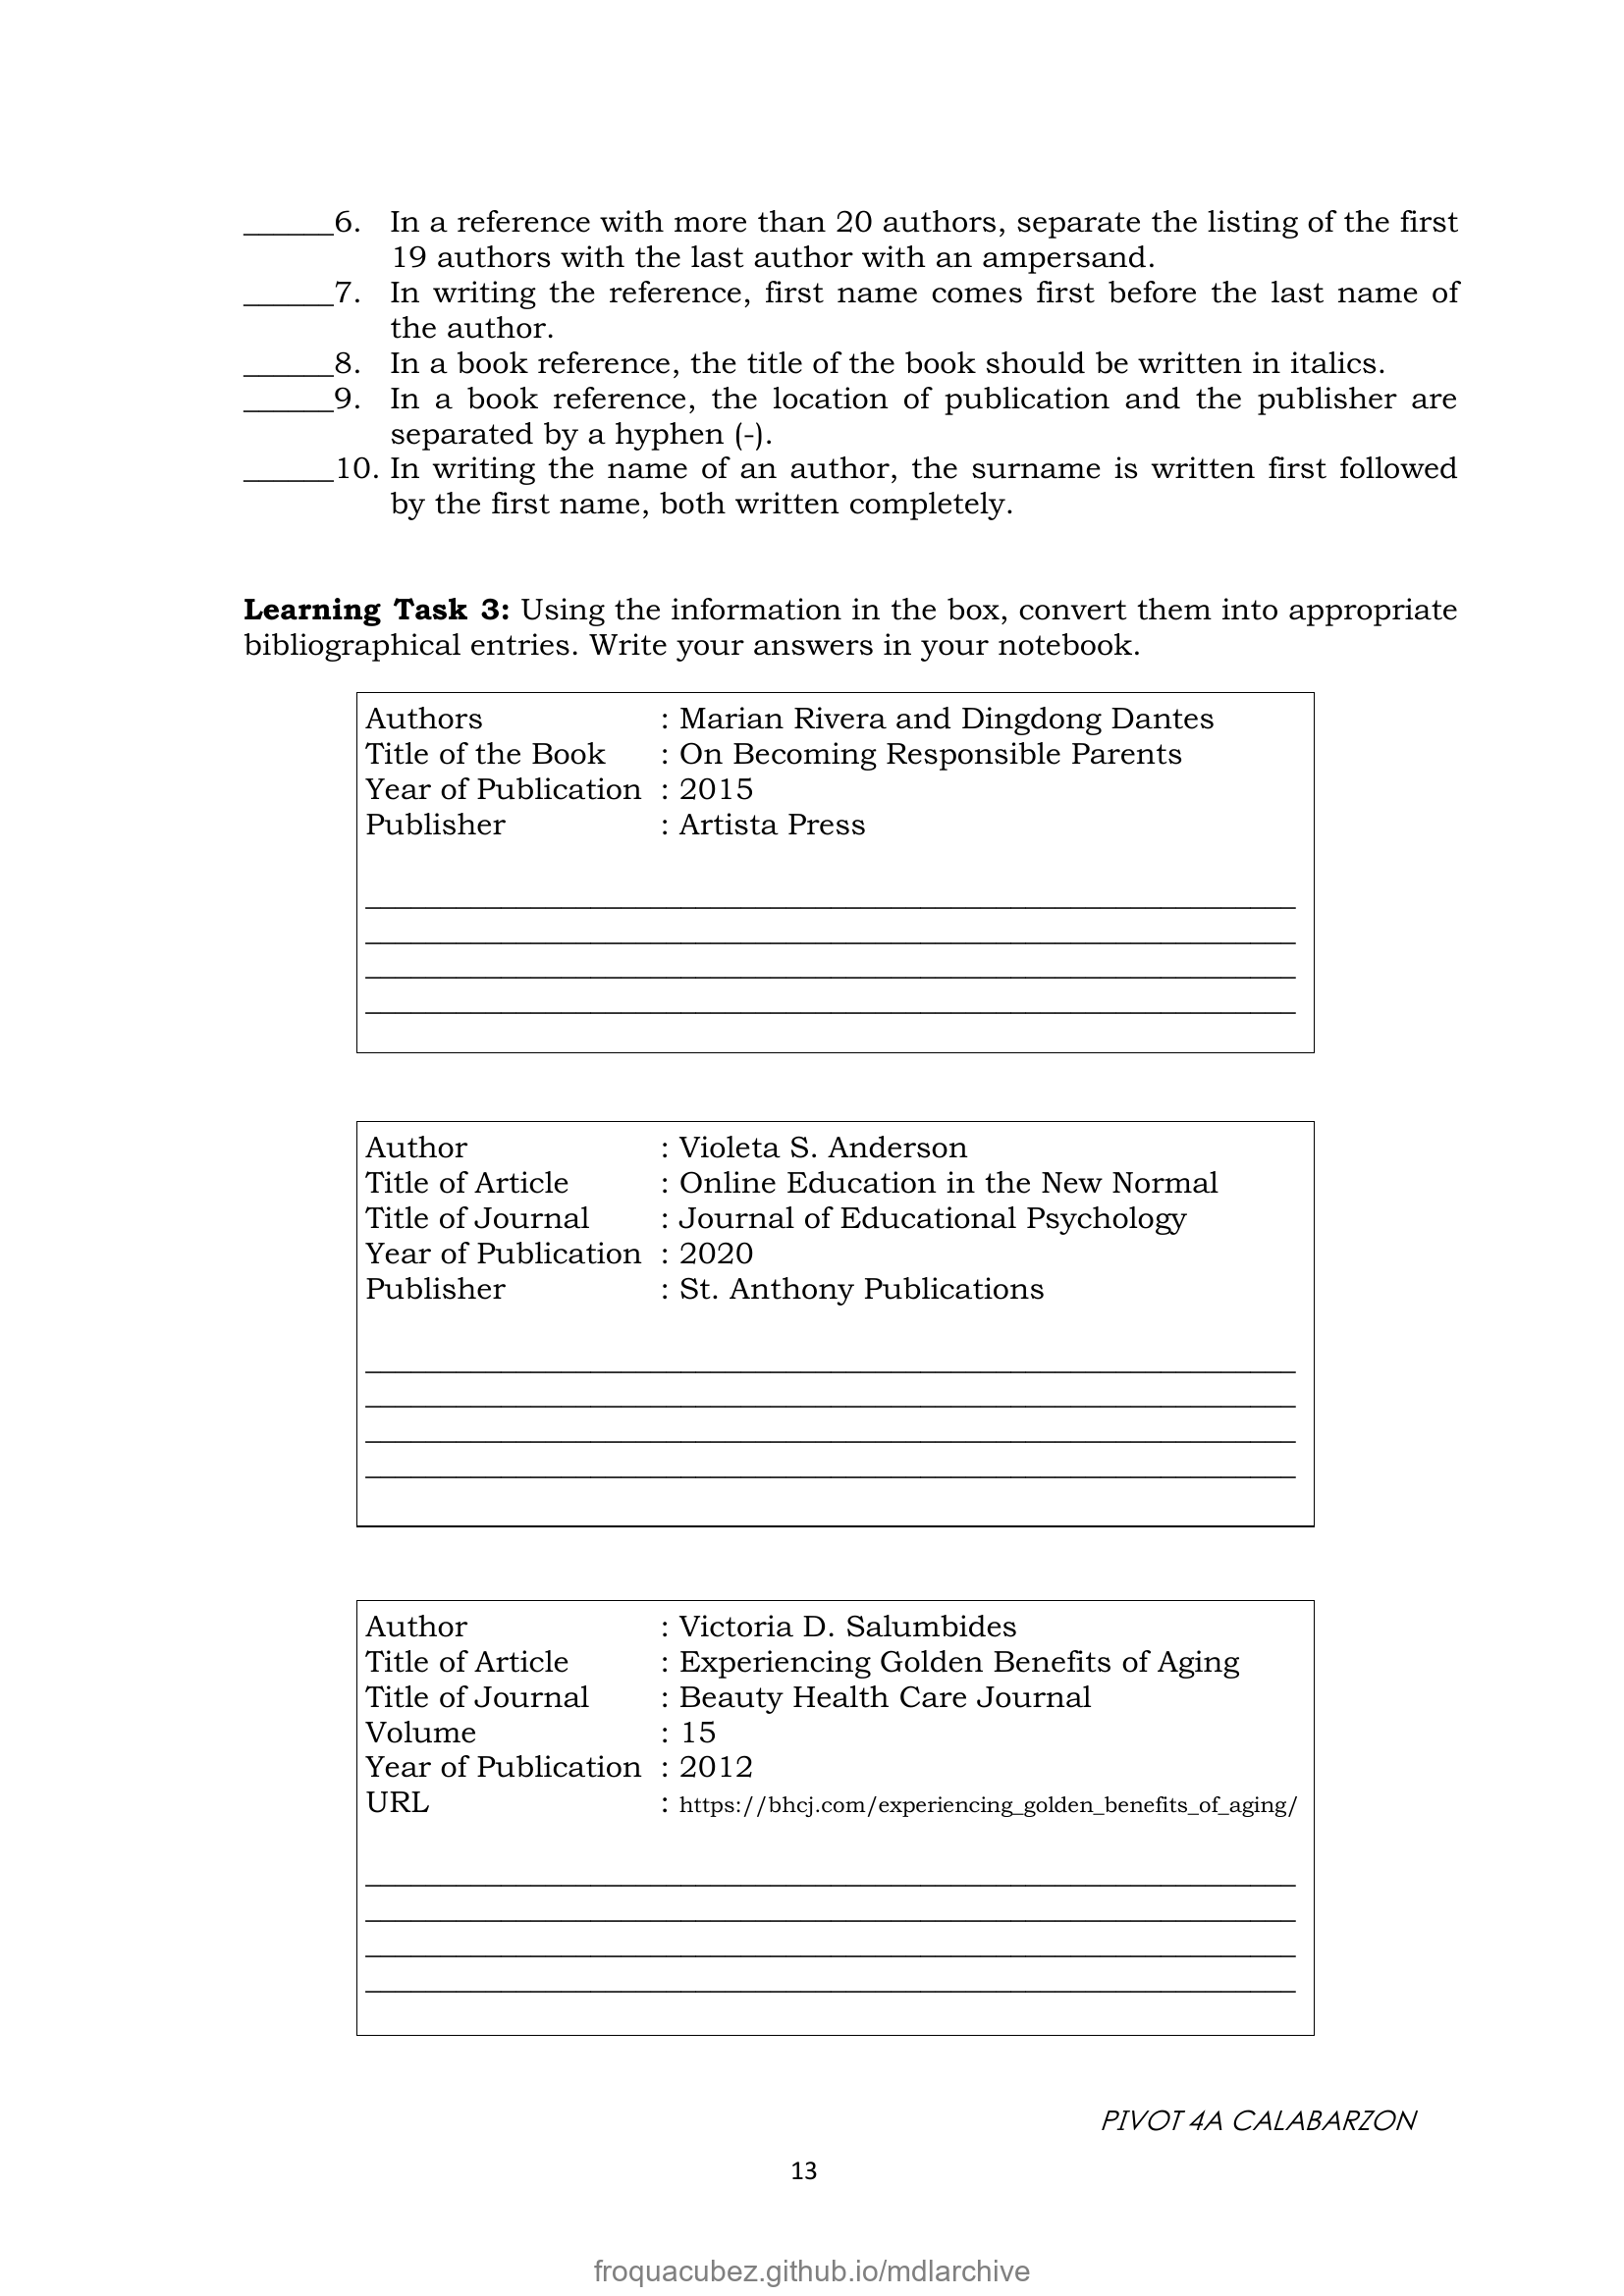 ______6. In a reference with more than 20 authors, separate the listing of the first
19 authors with the last author with an ampersand.
______7. In writing the reference, first name comes first before the last name of
the author.
______8. In a book reference, the title of the book should be written in italics.
______9. In a book reference, the location of publication and the publisher are
separated by a hyphen (-).
______10. In writing the name of an author, the surname is written first followed
by the first name, both written completely.
Learning Task 3: Using the information in the box, convert them into appropriate
bibliographical entries. Write your answers in your notebook.
Authors : Marian Rivera and Dingdong Dantes
Title of the Book : On Becoming Responsible Parents
Year of Publication : 2015
Publisher : Artista Press
Author : Violeta S. Anderson
Title of Article : Online Education in the New Normal
Title of Journal : Journal of Educational Psychology
Year of Publication : 2020
Publisher : St. Anthony Publications
Author : Victoria D. Salumbides
Title of Article : Experiencing Golden Benefits of Aging
Title of Journal : Beauty Health Care Journal
Volume : 15
Year of Publication : 2012
URL : https://bhcj.com/experiencing_golden_benefits_of_aging/
PIVOT 4A CALABARZON
13
froquacubez.github.io/mdlarchive